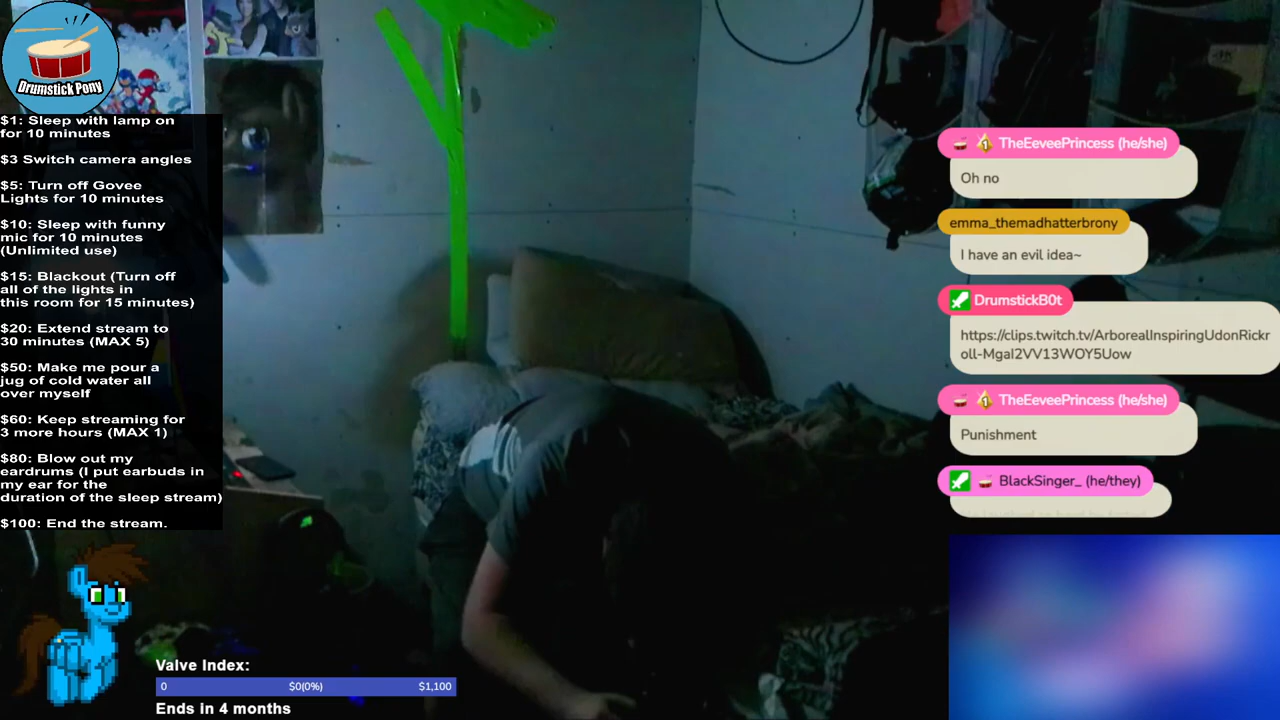 Drumstick Pony
$1: Sleep with lamp on
for 10 minutes
$3 Switch camera angles
$5: Turn off Govee
Lights for 10 minutes
$10: Sleep with funny
mic for 10 minutes
(Unlimited use)
$15: Blackout (Turn off
all of the lights in
this room for 15 minutes)
$20: Extend stream to
30 minutes (MAX 5)
$50: Make me pour a
jug of cold water all
over myself
$60: Keep streaming for
3 more hours (MAX 1)
$80: Blow out my
eardrums (I put earbuds in
my ear for the
duration of the sleep stream)
$100: End the stream.
Valve Index:
0 $0(0%) $1,100
Ends in 4 months
TheEeveePrincess (he/she)
Oh no
emma_themadhatterbrony
I have an evil idea~
DrumstickB0t
https://clips.twitch.tv/ArborealInspiringUdonRickr
oll-MgaI2VV13WOY5Uow
TheEeveePrincess (he/she)
Punishment
BlackSinger_ (he/they)